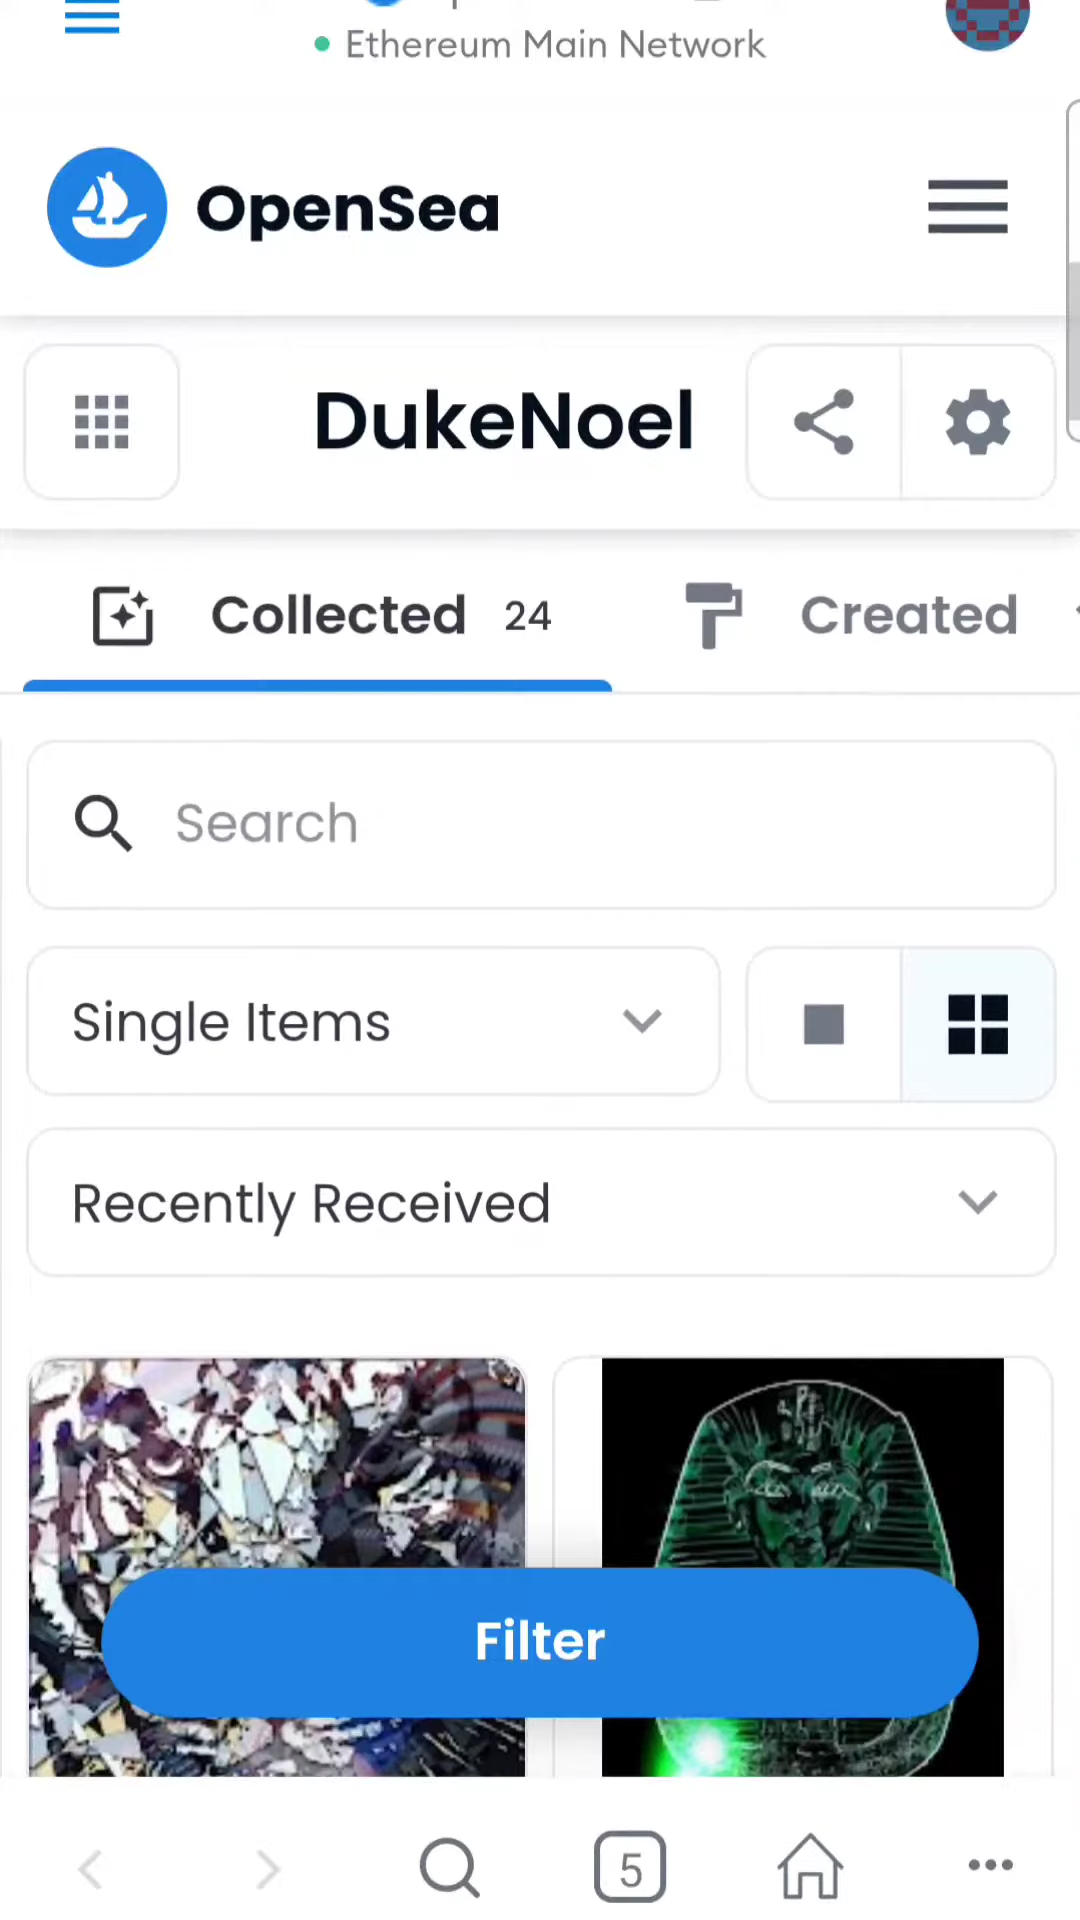 Ethereum Main Network
OpenSea
DukeNoel
Collected 24 Created
Search
Single Items
Recently Received
Filter
5